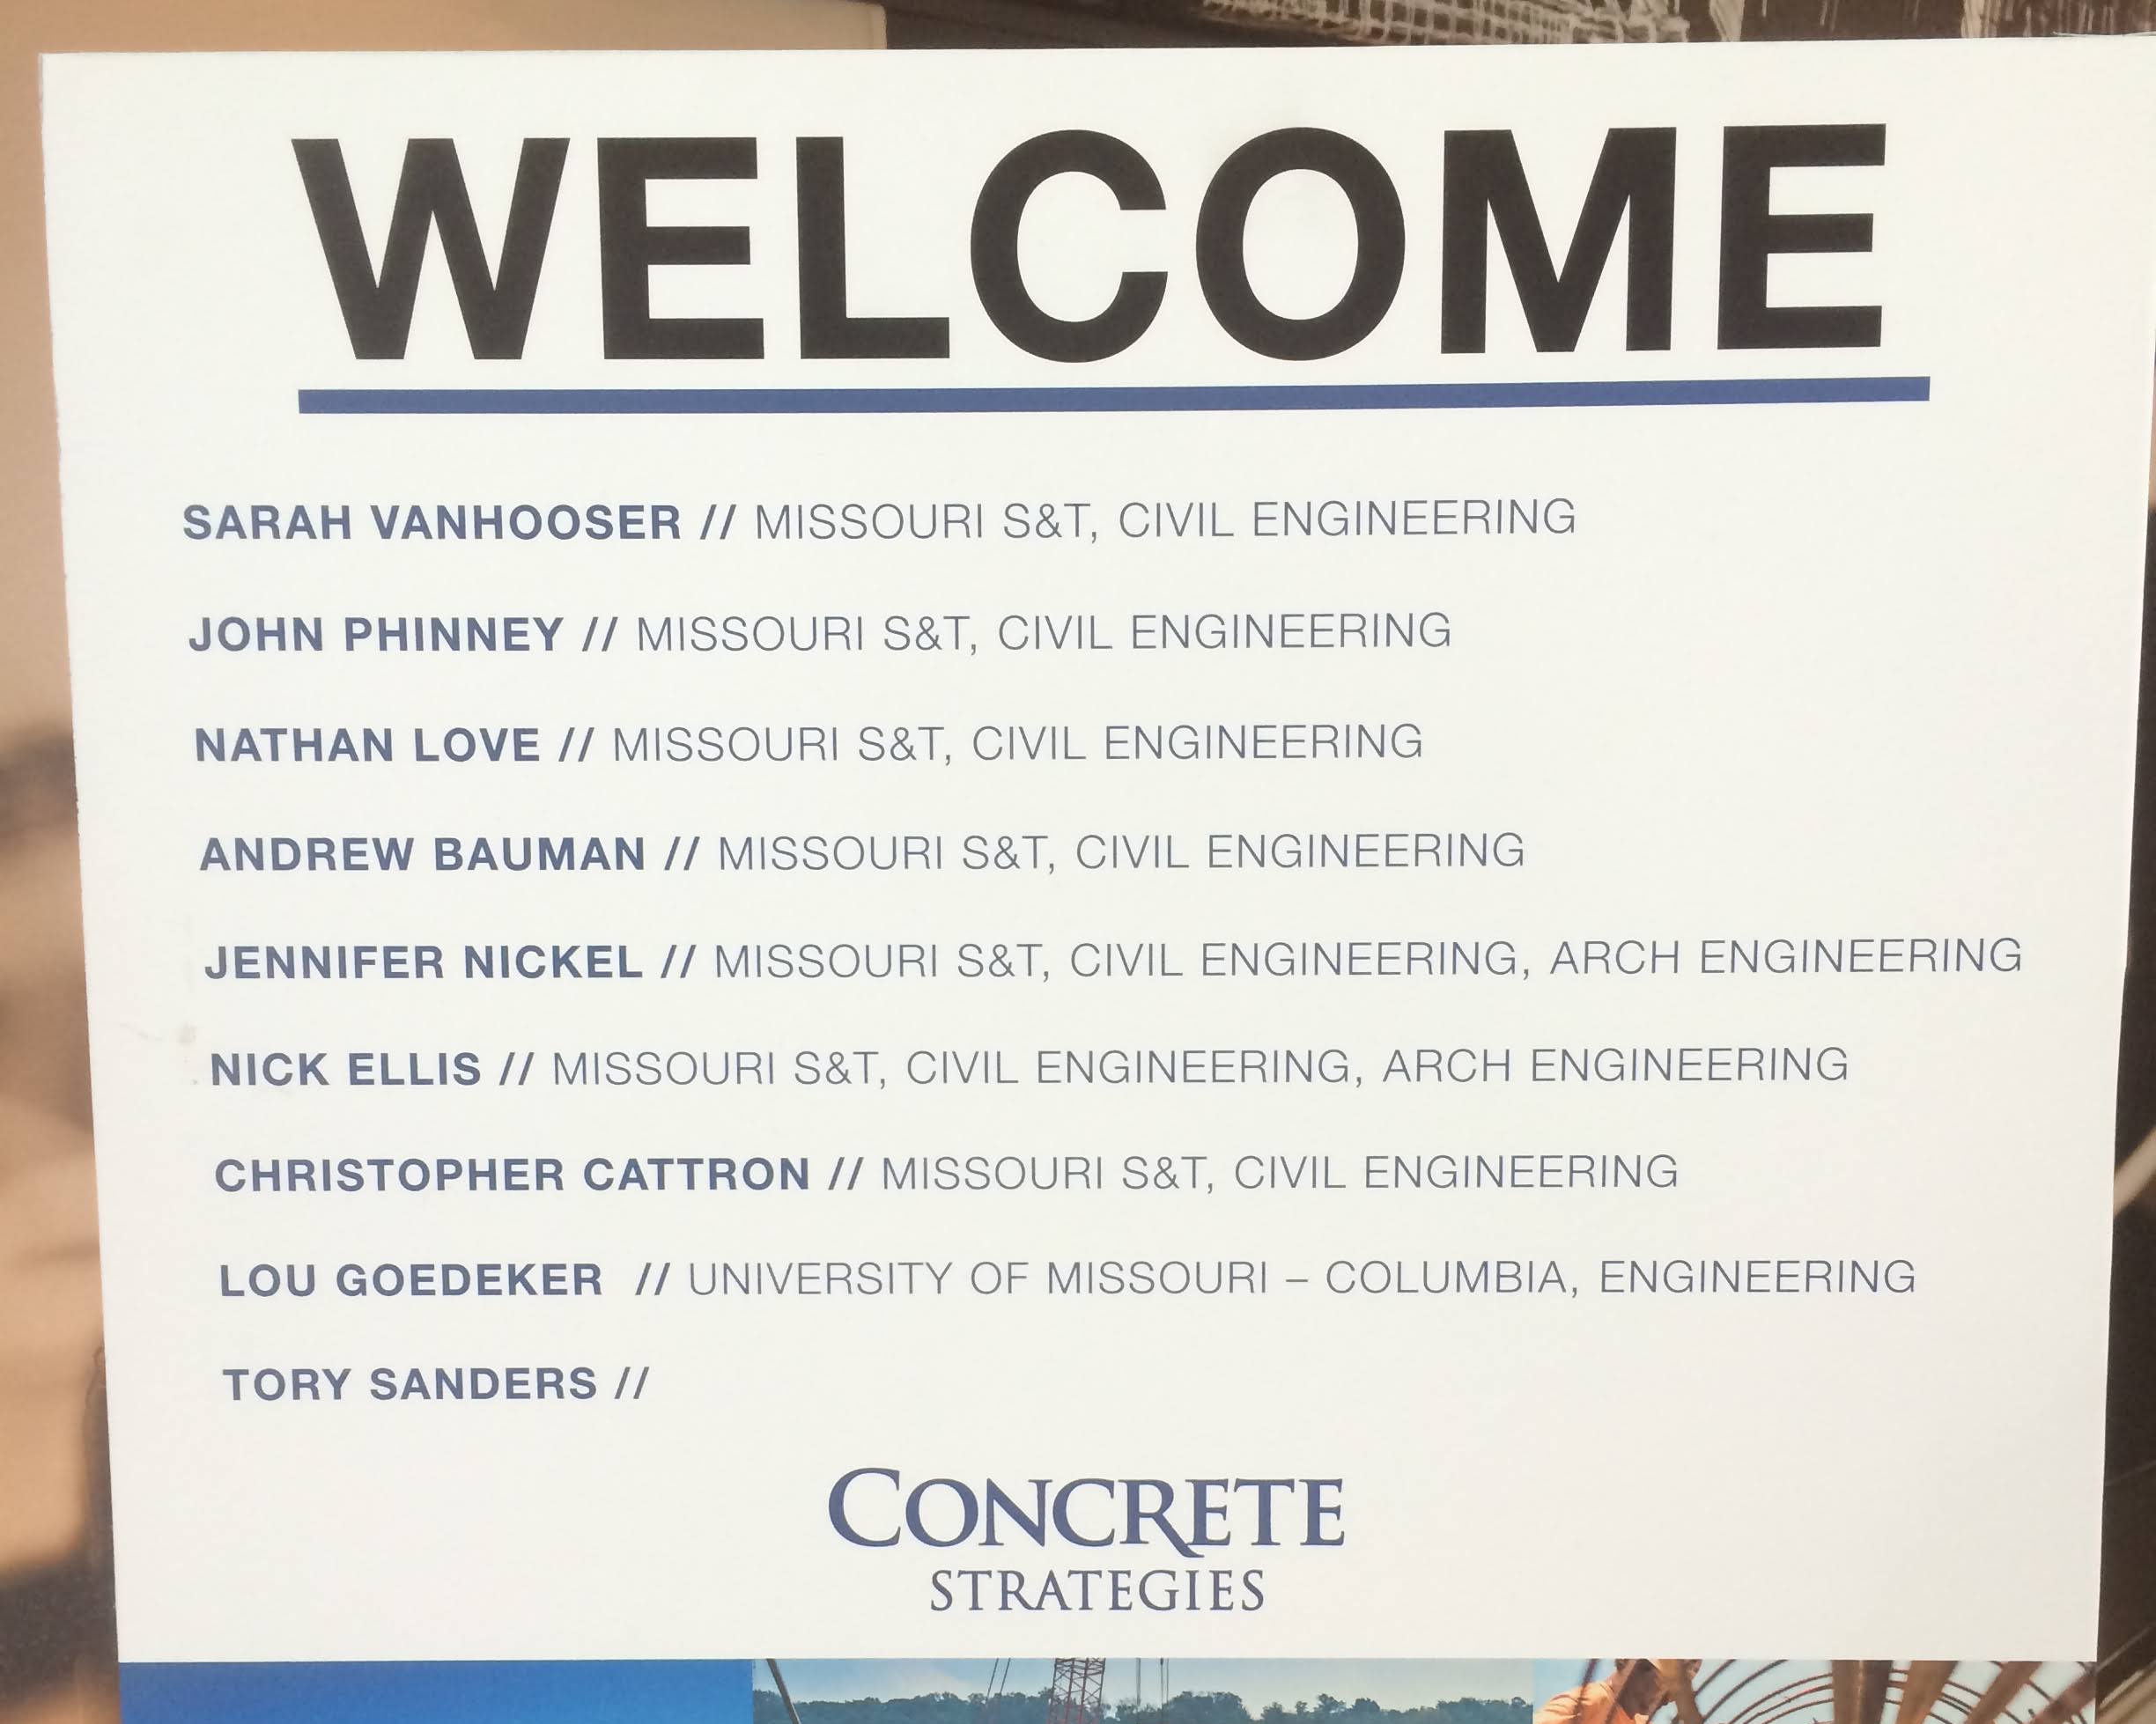 WELCOME
SARAH VANHOOSER // MISSOURI S&T, CIVIL ENGINEERING
JOHN PHINNEY // MISSOURI S&T, CIVIL ENGINEERING
NATHAN LOVE // MISSOURI S&T, CIVIL ENGINEERING
ANDREW BAUMAN // MISSOURI S&T, CIVIL ENGINEERING
JENNIFER NICKEL // MISSOURI S&T, CIVIL ENGINEERING, ARCH ENGINEERING
NICK ELLIS // MISSOURI S&T, CIVIL ENGINEERING, ARCH ENGINEERING
CHRISTOPHER CATTRON // MISSOURI S&T, CIVIL ENGINEERING
LOU GOEDEKER // UNIVERSITY OF MISSOURI – COLUMBIA, ENGINEERING
TORY SANDERS //
CONCRETE
STRATEGIES